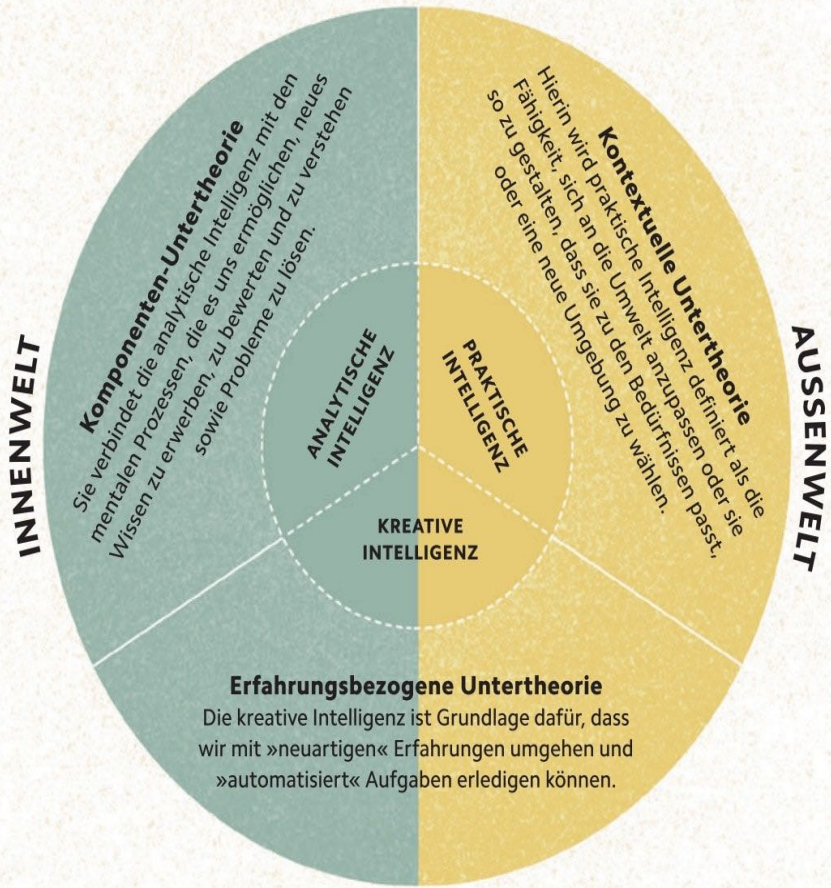 INNENWELT
Komponenten-Untertheorie
Sie verbindet die analytische Intelligenz mit den
mentalen Prozessen, die es uns ermöglichen, neues
Wissen zu erwerben, zu bewerten und zu verstehen
sowie Probleme zu lösen.
ANALYTISCHE
INTELLIGENZ
Kontextuelle Untertheorie
Hierin wird praktische Intelligenz definiert als die
Fähigkeit, sich an die Umwelt anzupassen oder sie
so zu gestalten, dass sie zu den Bedürfnissen passt,
oder eine neue Umgebung zu wählen.
PRAKTISCHE
INTELLIGENZ
AUSSENWELT
KREATIVE
INTELLIGENZ
Erfahrungsbezogene Untertheorie
Die kreative Intelligenz ist Grundlage dafür, dass
wir mit »neuartigen« Erfahrungen umgehen und
»automatisiert« Aufgaben erledigen können.